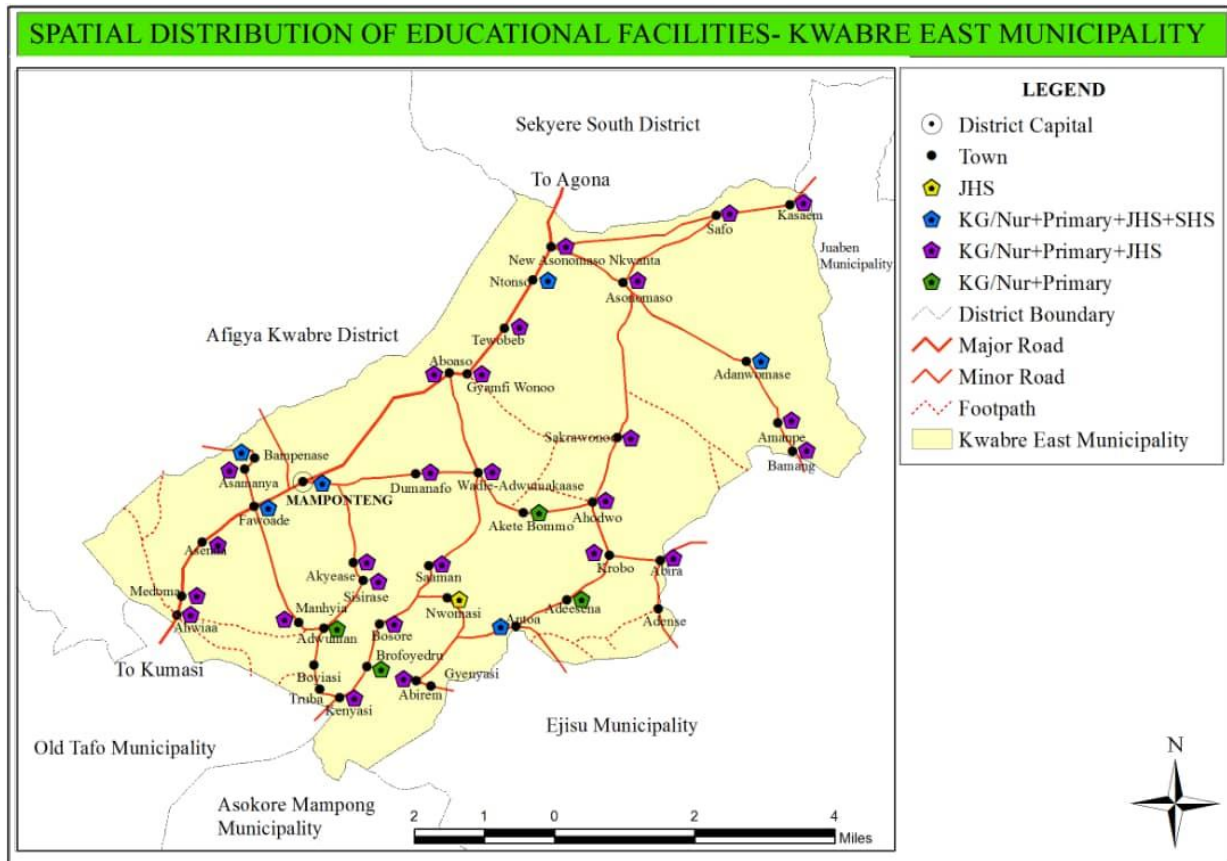 SPATIAL DISTRIBUTION OF EDUCATIONAL FACILITIES- KWABRE EAST MUNICIPALITY
LEGEND
District Capital
Town
JHS
KG/Nur+Primary+JHS+SHS
KG/Nur+Primary+JHS
KG/Nur+Primary
District Boundary
Major Road
Minor Road
Footpath
Kwabre East Municipality
Sekyere South District
To Agona
Kasaem
Safo
Juaben
Municipality
New Asonomaso Nkwanta
Ntonso
Asonomaso
Afigya Kwabre District
Tewobeb
Aboaso
Gyamfi Wonoo
Adanwomase
Amanpe
Bamang
Sakrawono
Bampenase
Asamanya
MAMPONTENG
Dumanafo
Wadie-Adwumakaase
Fawoade
Akete Bommo
Ahodwo
Krobo
Abira
Akyease
Sisirase
Saaman
Medoma
Ahwiaa
Manhyia
Adwuman
Nwomasi
Adeesena
Adense
Antoa
Bosore
Brofoyedru
Boviasi
Gyenyasi
Abirem
Truba
Kenyasi
To Kumasi
Old Tafo Municipality
Ejisu Municipality
Asokore Mampong
Municipality
2 1 0 2 4
Miles
N